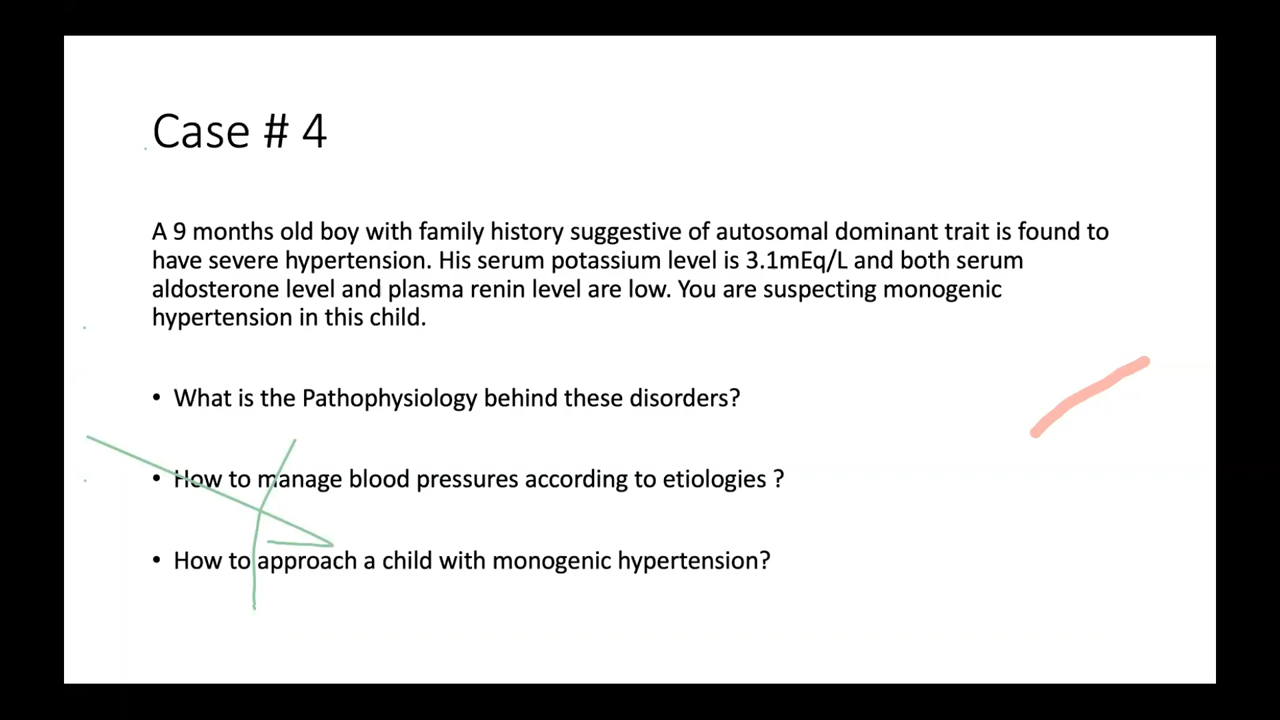 Case # 4
A 9 months old boy with family history suggestive of autosomal dominant trait is found to
have severe hypertension. His serum potassium level is 3.1mEq/L and both serum
aldosterone level and plasma renin level are low. You are suspecting monogenic
hypertension in this child.
• What is the Pathophysiology behind these disorders?
• How to manage blood pressures according to etiologies ?
• How to approach a child with monogenic hypertension?